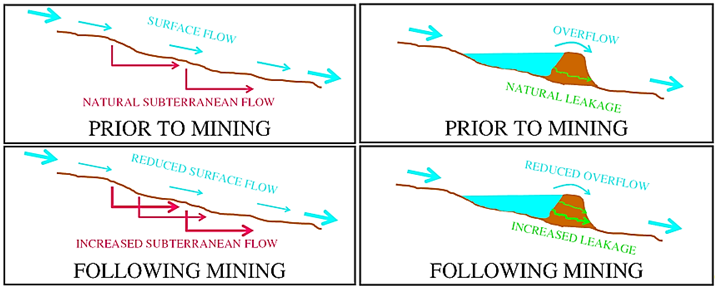 SURFACE FLOW
NATURAL SUBTERRANEAN FLOW
PRIOR TO MINING
OVERFLOW
NATURAL LEAKAGE
PRIOR TO MINING
REDUCED SURFACE FLOW
INCREASED SUBTERRANEAN FLOW
FOLLOWING MINING
REDUCED OVERFLOW
INCREASED LEAKAGE
FOLLOWING MINING